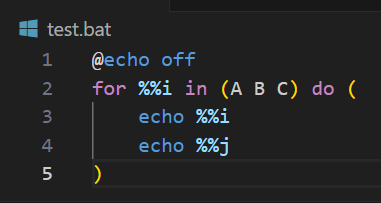 test.bat
1 @echo off
2 for %%i in (A B C) do (
3     echo %%i
4     echo %%j
5 )